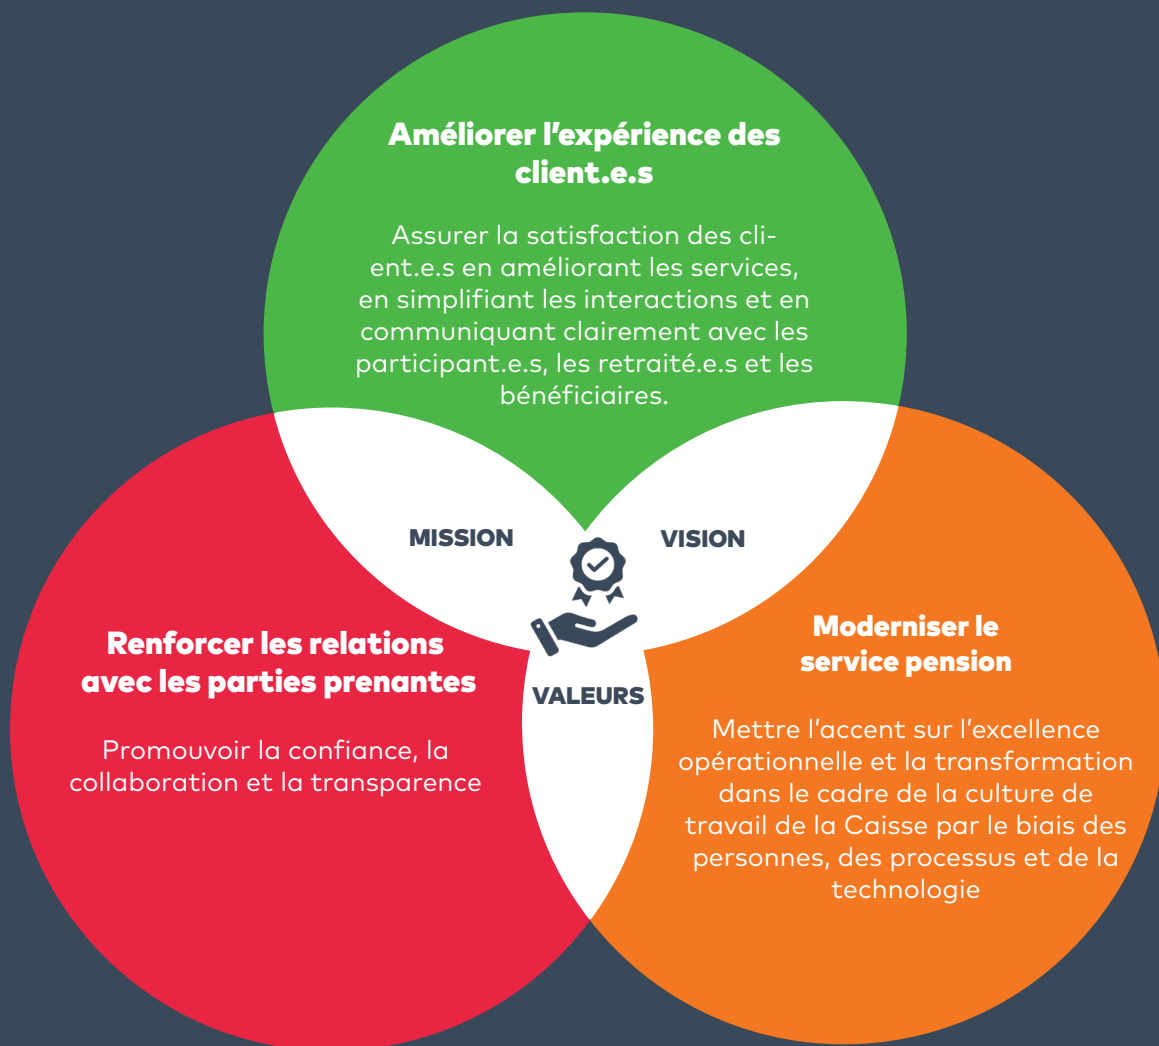 Améliorer l’expérience des
client.e.s
Assurer la satisfaction des cli-
ent.e.s en améliorant les services,
en simplifiant les interactions et en
communiquant clairement avec les
participant.e.s, les retraité.e.s et les
bénéficiaires.
MISSION
VISION
VALEURS
Renforcer les relations
avec les parties prenantes
Promouvoir la confiance, la
collaboration et la transparence
Moderniser le
service pension
Mettre l’accent sur l’excellence
opérationnelle et la transformation
dans le cadre de la culture de
travail de la Caisse par le biais des
personnes, des processus et de la
technologie